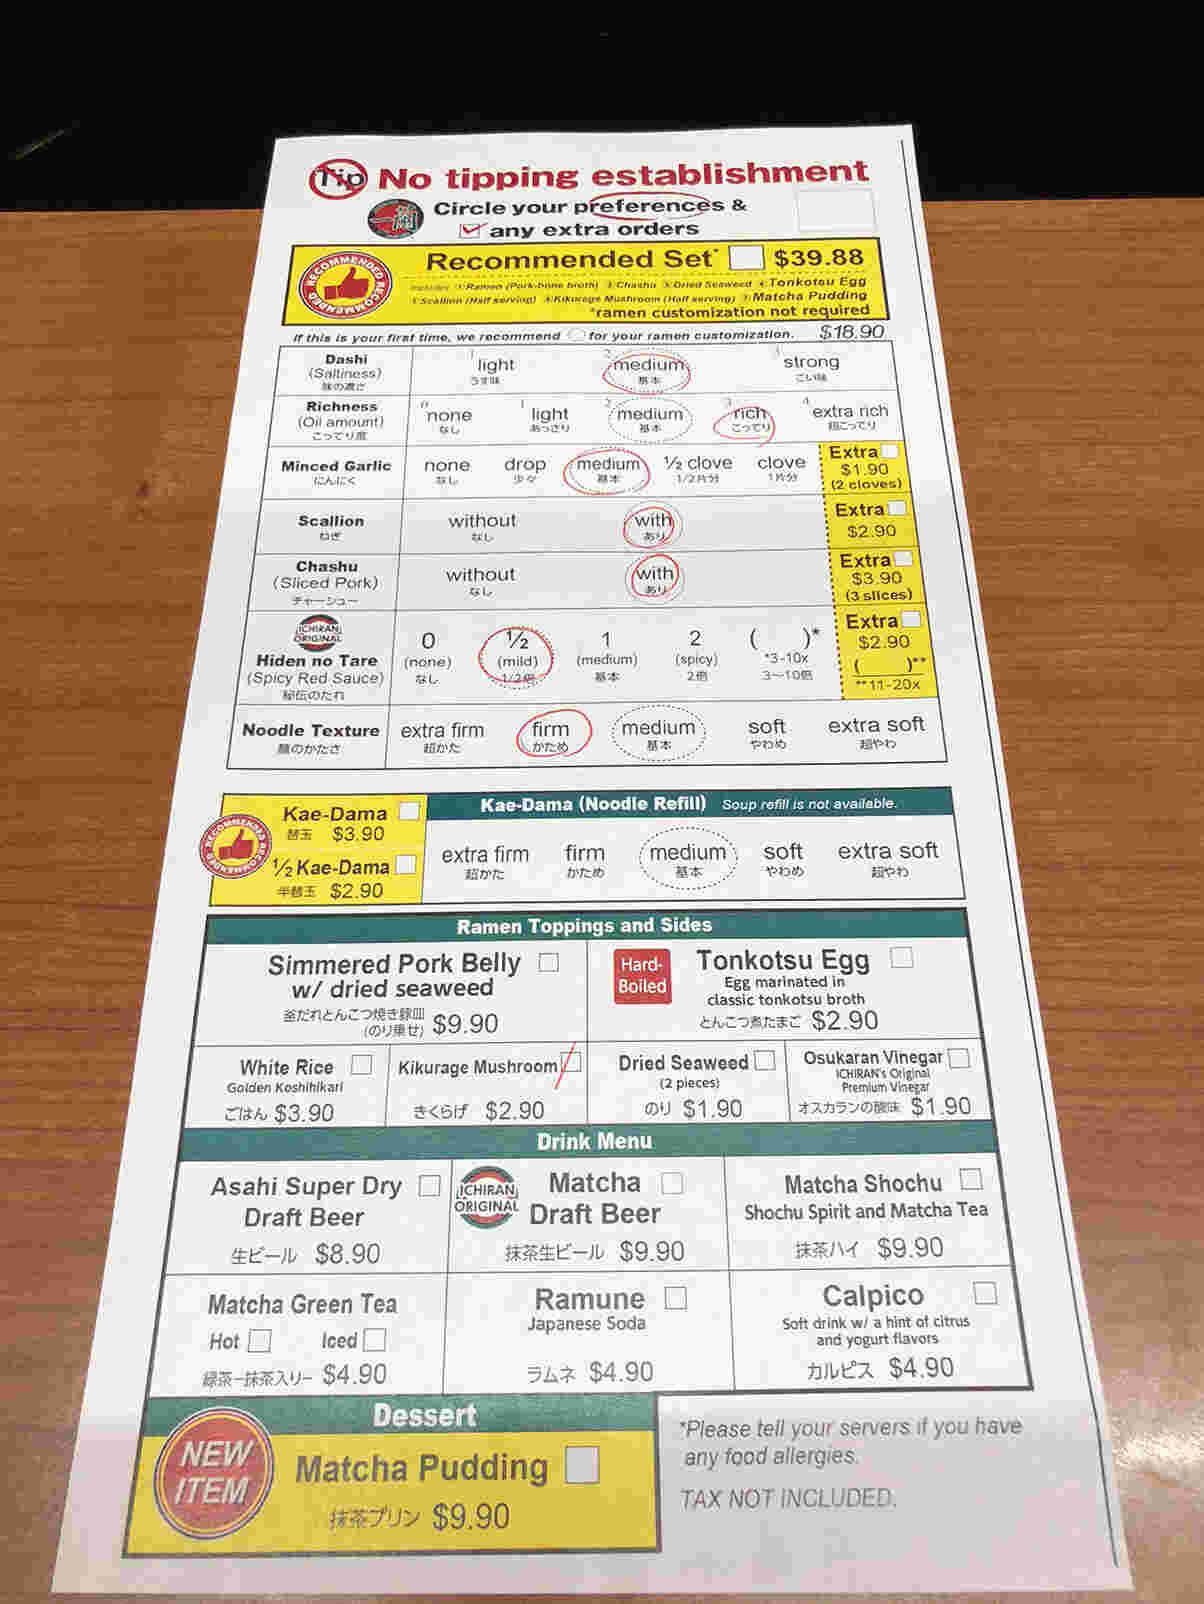 Tip No tipping establishment
一蘭 Circle your preferences &
any extra orders
RECOMMENDED RECOMMENDED
Recommended Set* $39.88
Includes ①Ramen (Pork-bone broth) ②Chashu ③Dried Seaweed ④Tonkotsu Egg
⑤Scallion (Half serving) ⑥Kikurage Mushroom (Half serving) ⑦Matcha Pudding
*ramen customization not required
If this is your first time, we recommend for your ramen customization. $18.90
Dashi
(Saltiness)
味の濃さ
1 light うす味
2 medium 基本
3 strong こい味
Richness
(Oil amount)
こってり度
0 none なし
1 light あっさり
2 medium 基本
3 rich こってり
4 extra rich 超こってり
Minced Garlic
にんにく
none なし
drop 少々
medium 基本
½ clove 1/2片分
clove 1片分
Extra
$1.90
(2 cloves)
Scallion
ねぎ
without なし
with あり
Extra
$2.90
Chashu
(Sliced Pork)
チャーシュー
without なし
with あり
Extra
$3.90
(3 slices)
ICHIRAN
ORIGINAL
Hiden no Tare
(Spicy Red Sauce)
秘伝のたれ
0 (none) なし
½ (mild) 1/2倍
1 (medium) 基本
2 (spicy) 2倍
( )* *3-10x 3〜10倍
Extra
$2.90
( )**
**11-20x
Noodle Texture
麺のかたさ
extra firm 超かた
firm かため
medium 基本
soft やわめ
extra soft 超やわ
RECOMMENDED RECOMMENDED
Kae-Dama
替玉 $3.90
½ Kae-Dama
半替玉 $2.90
Kae-Dama (Noodle Refill) Soup refill is not available.
extra firm 超かた
firm かため
medium 基本
soft やわめ
extra soft 超やわ
Ramen Toppings and Sides
Simmered Pork Belly
w/ dried seaweed
釜だれとんこつ焼き豚皿
(のり乗せ) $9.90
Hard-
Boiled
Tonkotsu Egg
Egg marinated in
classic tonkotsu broth
とんこつ煮たまご $2.90
White Rice
Golden Koshihikari
ごはん $3.90
Kikurage Mushroom
きくらげ $2.90
Dried Seaweed
(2 pieces)
のり $1.90
Osukaran Vinegar
ICHIRAN's Original
Premium Vinegar
オスカランの酸味 $1.90
Drink Menu
Asahi Super Dry
Draft Beer
生ビール $8.90
ICHIRAN
ORIGINAL
Matcha
Draft Beer
抹茶生ビール $9.90
Matcha Shochu
Shochu Spirit and Matcha Tea
抹茶ハイ $9.90
Matcha Green Tea
Hot Iced
緑茶ー抹茶入りー $4.90
Ramune
Japanese Soda
ラムネ $4.90
Calpico
Soft drink w/ a hint of citrus
and yogurt flavors
カルピス $4.90
Dessert
NEW
ITEM
Matcha Pudding
抹茶プリン $9.90
*Please tell your servers if you have
any food allergies.
TAX NOT INCLUDED.